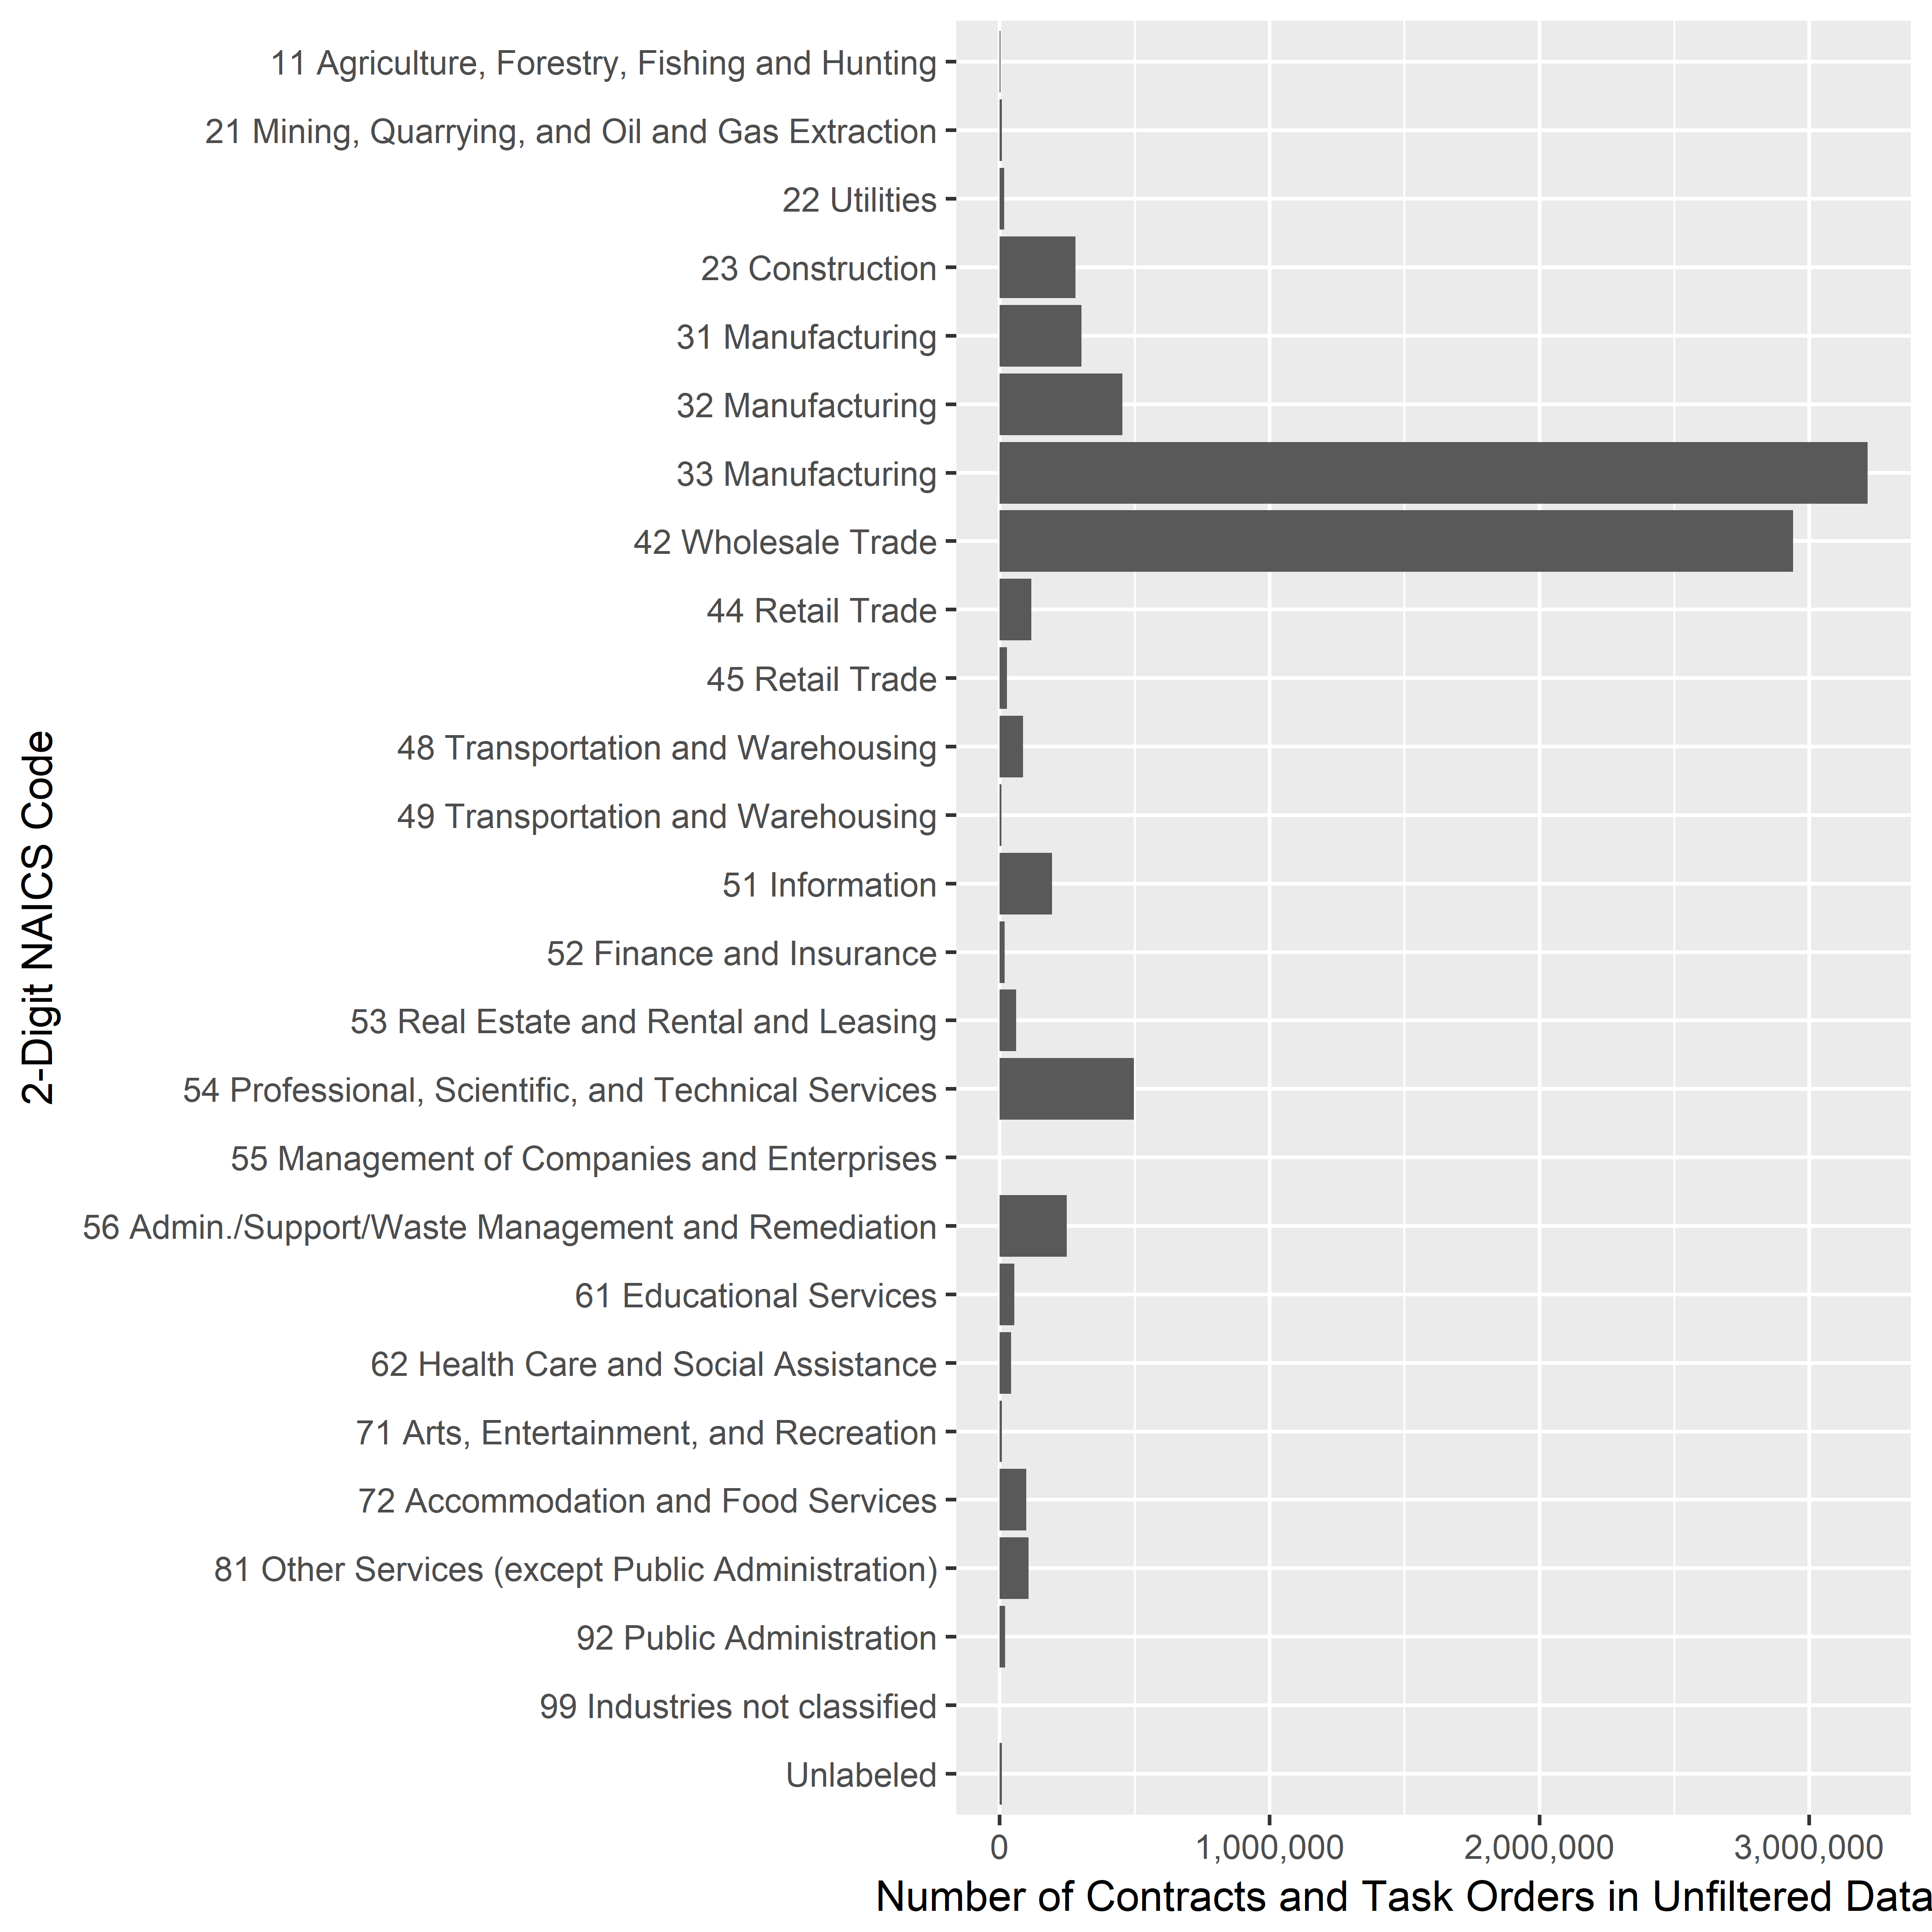 11 Agriculture, Forestry, Fishing and Hunting
21 Mining, Quarrying, and Oil and Gas Extraction
22 Utilities
23 Construction
31 Manufacturing
32 Manufacturing
33 Manufacturing
42 Wholesale Trade
44 Retail Trade
45 Retail Trade
48 Transportation and Warehousing
49 Transportation and Warehousing
51 Information
52 Finance and Insurance
53 Real Estate and Rental and Leasing
54 Professional, Scientific, and Technical Services
55 Management of Companies and Enterprises
56 Admin./Support/Waste Management and Remediation
61 Educational Services
62 Health Care and Social Assistance
71 Arts, Entertainment, and Recreation
72 Accommodation and Food Services
81 Other Services (except Public Administration)
92 Public Administration
99 Industries not classified
Unlabeled
2-Digit NAICS Code
0 1,000,000 2,000,000 3,000,000
Number of Contracts and Task Orders in Unfiltered Data